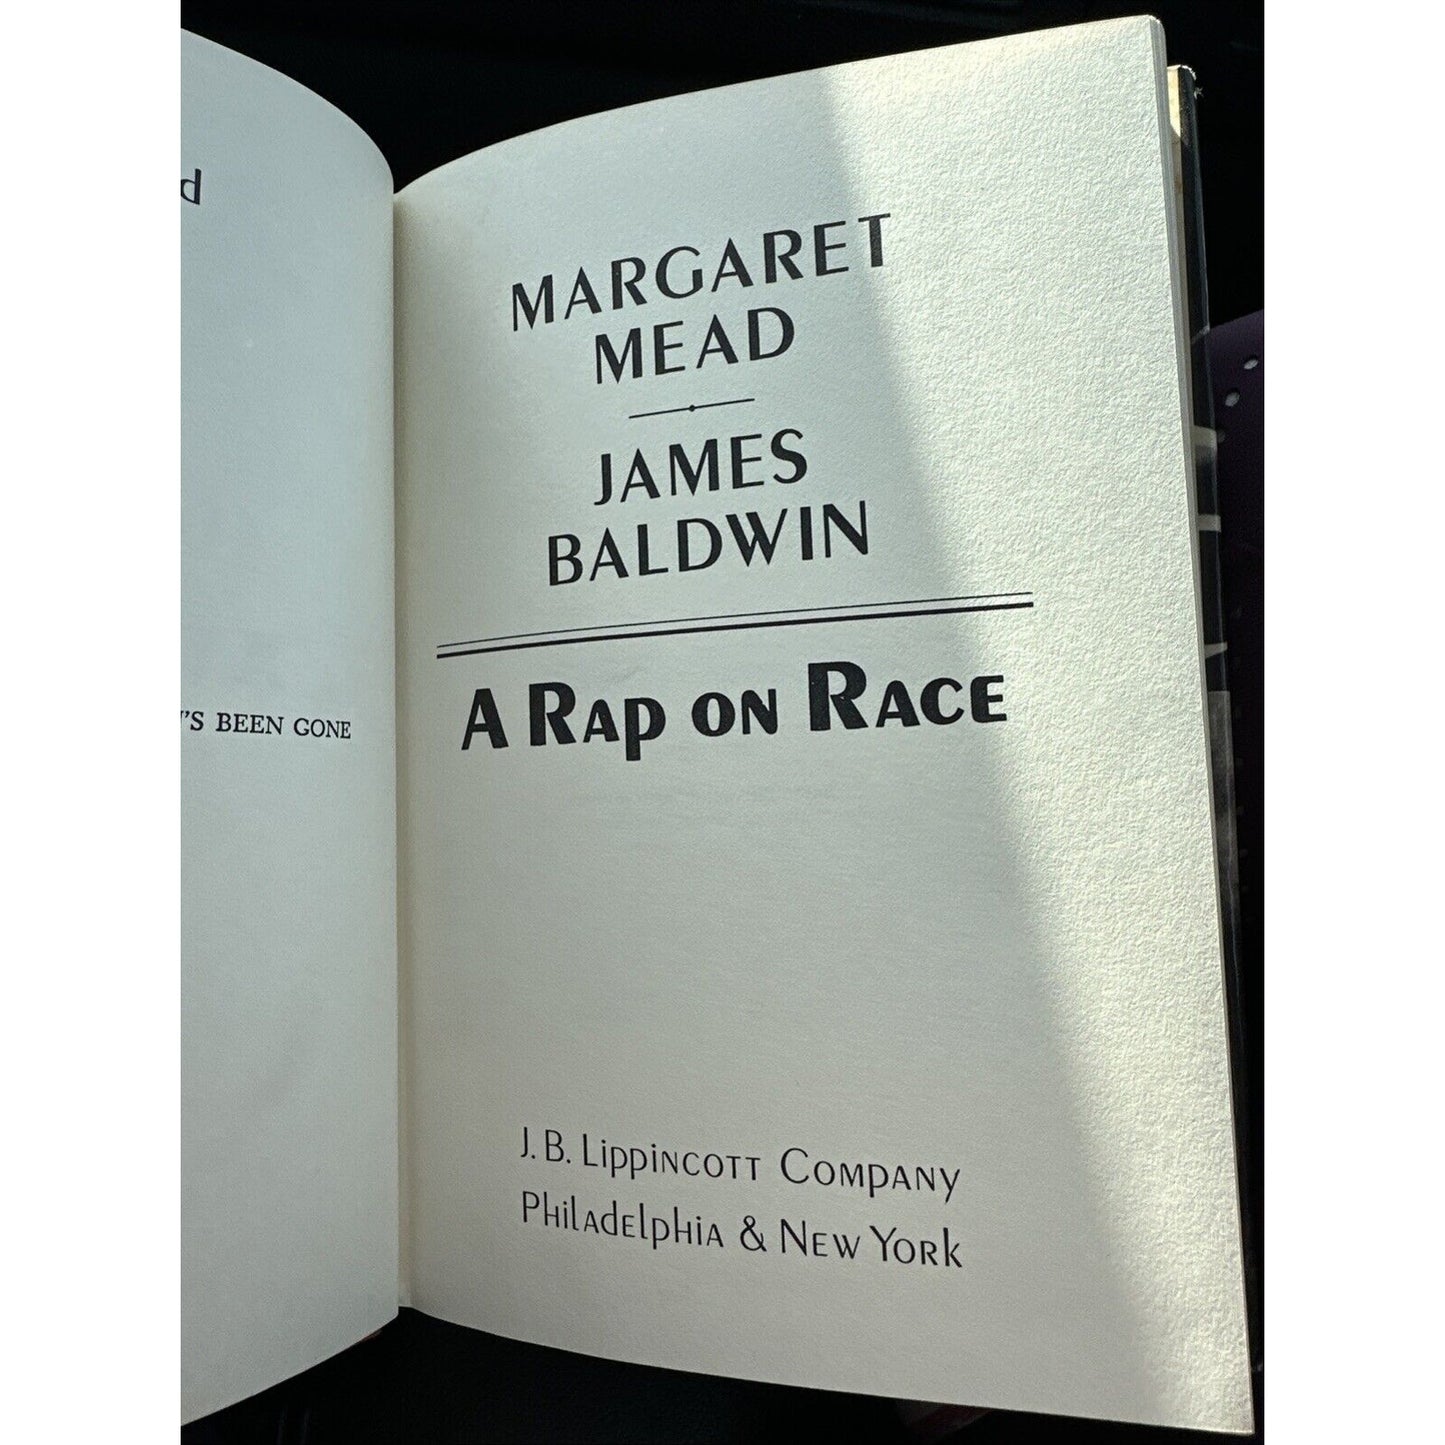 'S BEEN GONE
MARGARET
MEAD
JAMES
BALDWIN
A RAP ON RACE
J. B. LIPPINCOTT COMPANY
PHILADELPHIA & NEW YORK